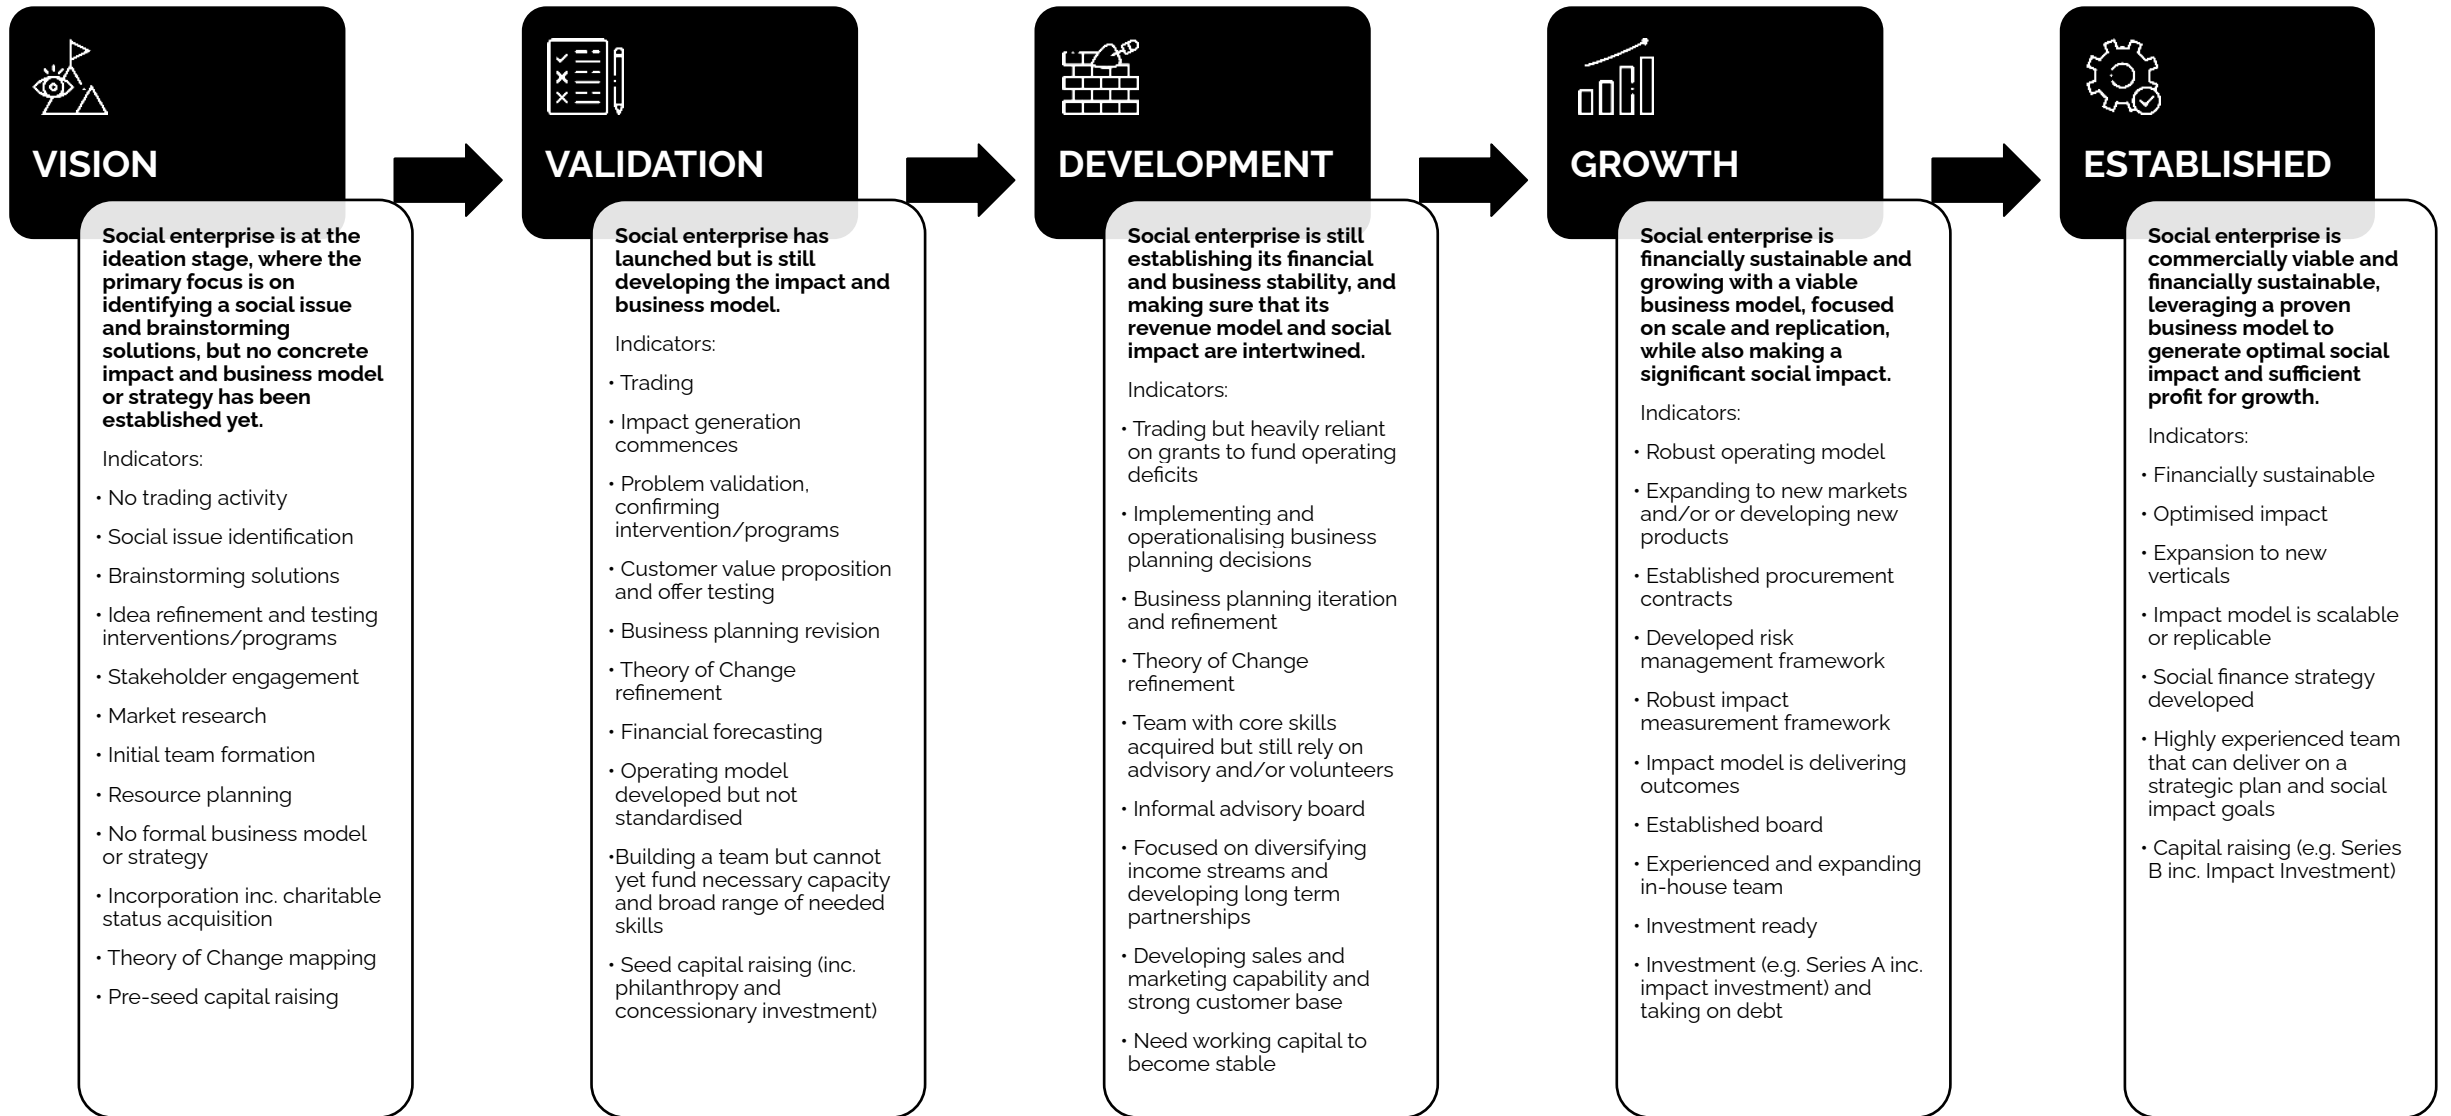 VISION
Social enterprise is at the
ideation stage, where the
primary focus is on
identifying a social issue
and brainstorming
solutions, but no concrete
impact and business model
or strategy has been
established yet.
Indicators:
• No trading activity
• Social issue identification
• Brainstorming solutions
• Idea refinement and testing
interventions/programs
• Stakeholder engagement
• Market research
• Initial team formation
• Resource planning
• No formal business model
or strategy
• Incorporation inc. charitable
status acquisition
• Theory of Change mapping
• Pre-seed capital raising
VALIDATION
Social enterprise has
launched but is still
developing the impact and
business model.
Indicators:
• Trading
• Impact generation
commences
• Problem validation,
confirming
intervention/programs
• Customer value proposition
and offer testing
• Business planning revision
• Theory of Change
refinement
• Financial forecasting
• Operating model
developed but not
standardised
•Building a team but cannot
yet fund necessary capacity
and broad range of needed
skills
• Seed capital raising (inc.
philanthropy and
concessionary investment)
DEVELOPMENT
Social enterprise is still
establishing its financial
and business stability, and
making sure that its
revenue model and social
impact are intertwined.
Indicators:
• Trading but heavily reliant
on grants to fund operating
deficits
• Implementing and
operationalising business
planning decisions
• Business planning iteration
and refinement
• Theory of Change
refinement
• Team with core skills
acquired but still rely on
advisory and/or volunteers
• Informal advisory board
• Focused on diversifying
income streams and
developing long term
partnerships
• Developing sales and
marketing capability and
strong customer base
• Need working capital to
become stable
GROWTH
Social enterprise is
financially sustainable and
growing with a viable
business model, focused
on scale and replication,
while also making a
significant social impact.
Indicators:
• Robust operating model
• Expanding to new markets
and/or or developing new
products
• Established procurement
contracts
• Developed risk
management framework
• Robust impact
measurement framework
• Impact model is delivering
outcomes
• Established board
• Experienced and expanding
in-house team
• Investment ready
• Investment (e.g. Series A inc.
impact investment) and
taking on debt
ESTABLISHED
Social enterprise is
commercially viable and
financially sustainable,
leveraging a proven
business model to
generate optimal social
impact and sufficient
profit for growth.
Indicators:
• Financially sustainable
• Optimised impact
• Expansion to new
verticals
• Impact model is scalable
or replicable
• Social finance strategy
developed
• Highly experienced team
that can deliver on a
strategic plan and social
impact goals
• Capital raising (e.g. Series
B inc. Impact Investment)